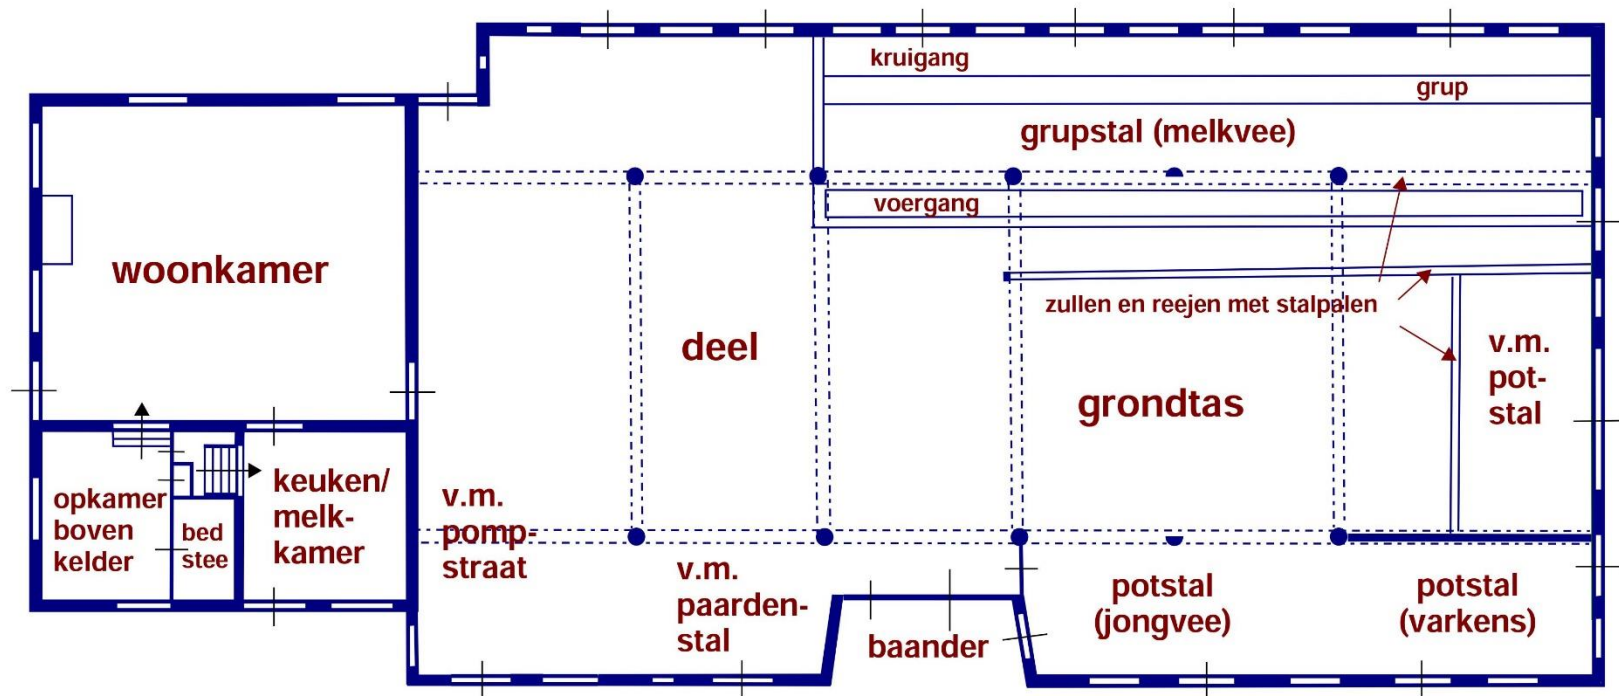 kruigang
grup
grupstal (melkvee)
voergang
woonkamer
zullen en reejen met stalpalen
deel
v.m.
pot-
stal
grondtas
opkamer
boven
kelder
bed
stee
keuken/
melk-
kamer
v.m.
pomp-
straat
v.m.
paarden-
stal
baander
potstal
(jongvee)
potstal
(varkens)